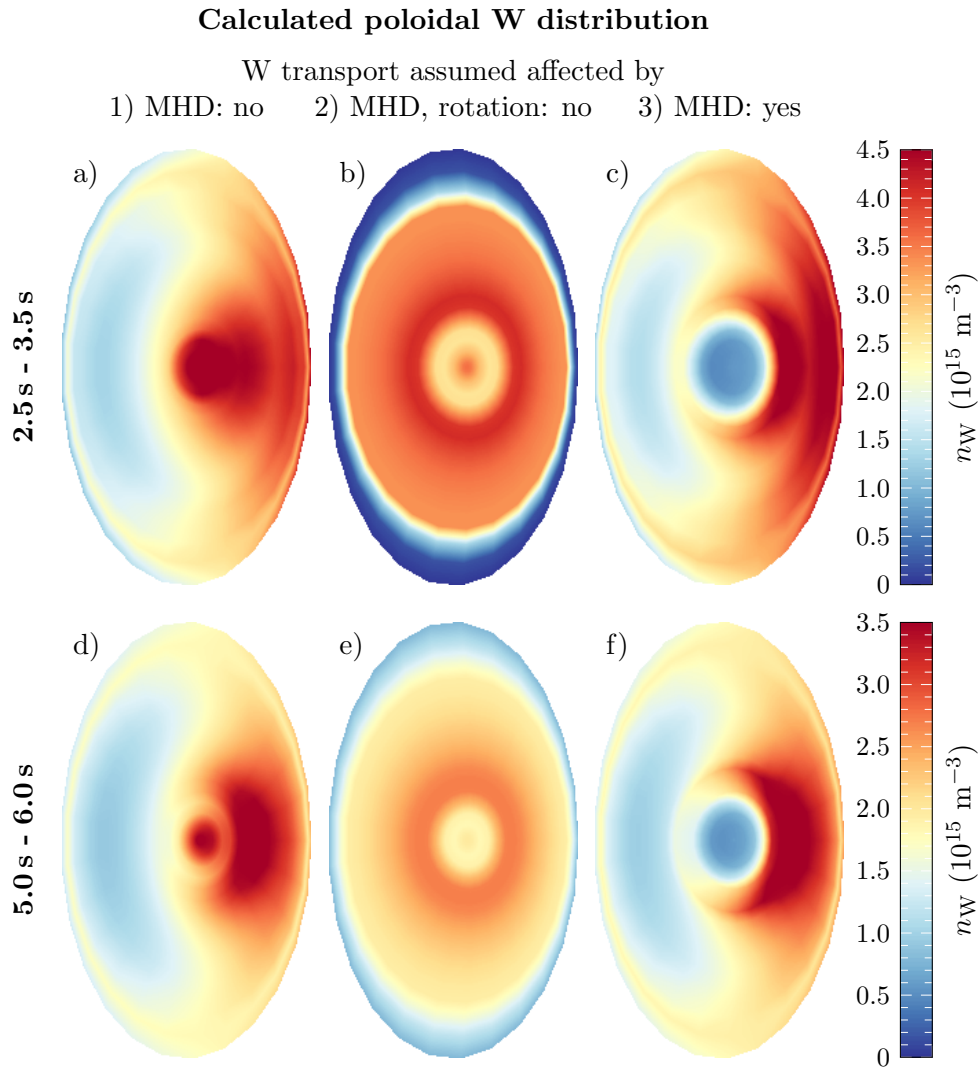 Calculated poloidal W distribution
W transport assumed affected by
1) MHD: no 2) MHD, rotation: no 3) MHD: yes
2.5 s - 3.5 s
a)
b)
c)
4.5
4.0
3.5
3.0
2.5
2.0
1.5
1.0
0.5
0
n_W (10^15 m^−3)
5.0 s - 6.0 s
d)
e)
f)
3.5
3.0
2.5
2.0
1.5
1.0
0.5
0
n_W (10^15 m^−3)